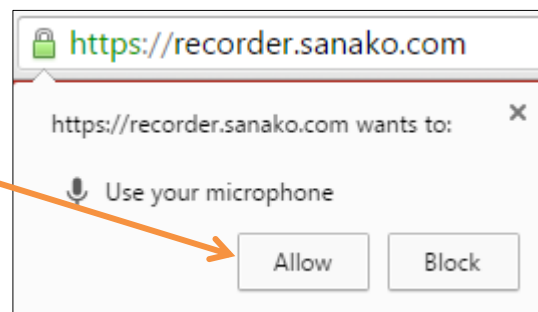 https://recorder.sanako.com
https://recorder.sanako.com wants to:
Use your microphone
Allow Block